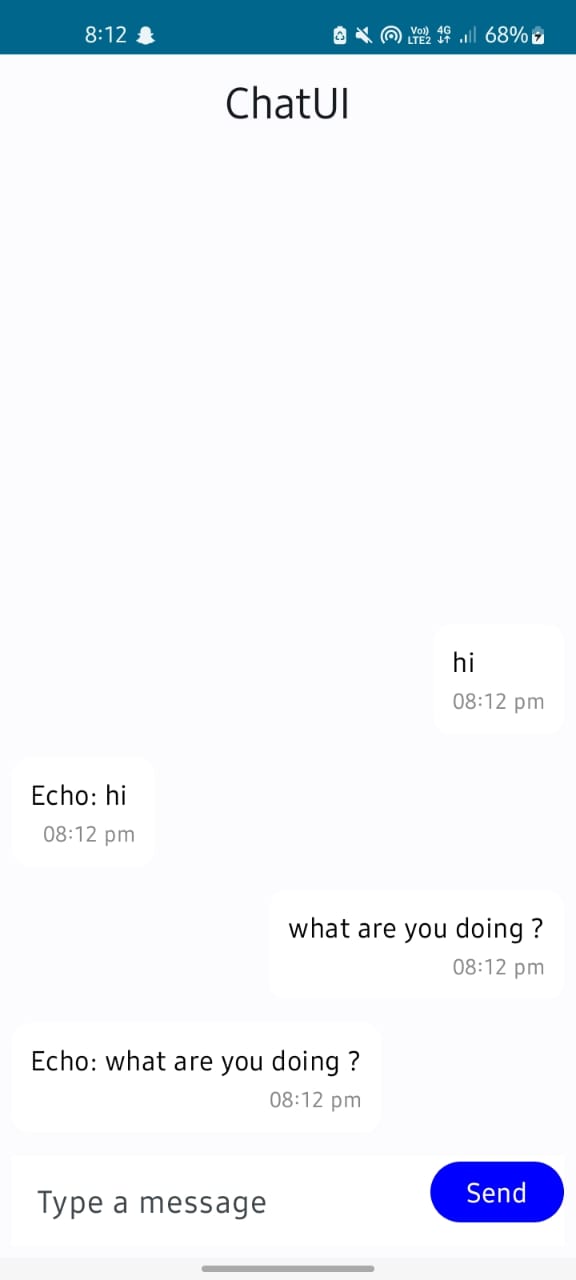 8:12 Vo)) LTE2 4G 68%
ChatUI
hi
08:12 pm
Echo: hi
08:12 pm
what are you doing ?
08:12 pm
Echo: what are you doing ?
08:12 pm
Type a message
Send